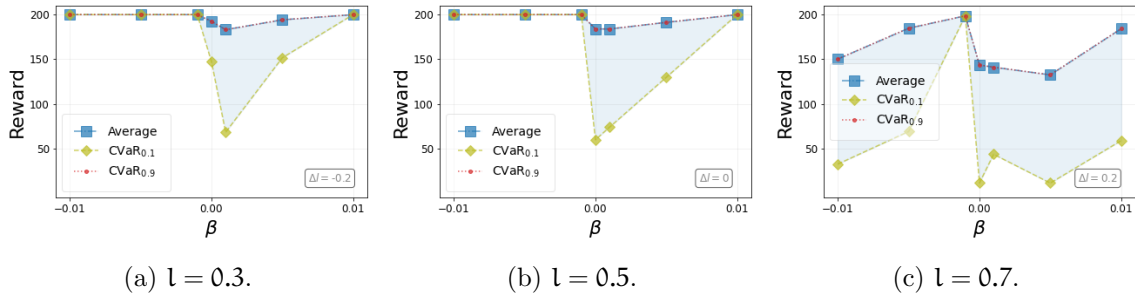 200
150
100
50
Reward
Average
CVaR0.1
CVaR0.9
Δl = -0.2
−0.01
0.00
0.01
β
(a) l = 0.3.
200
150
100
50
Reward
Average
CVaR0.1
CVaR0.9
Δl = 0
−0.01
0.00
0.01
β
(b) l = 0.5.
200
150
100
50
Reward
Average
CVaR0.1
CVaR0.9
Δl = 0.2
−0.01
0.00
0.01
β
(c) l = 0.7.